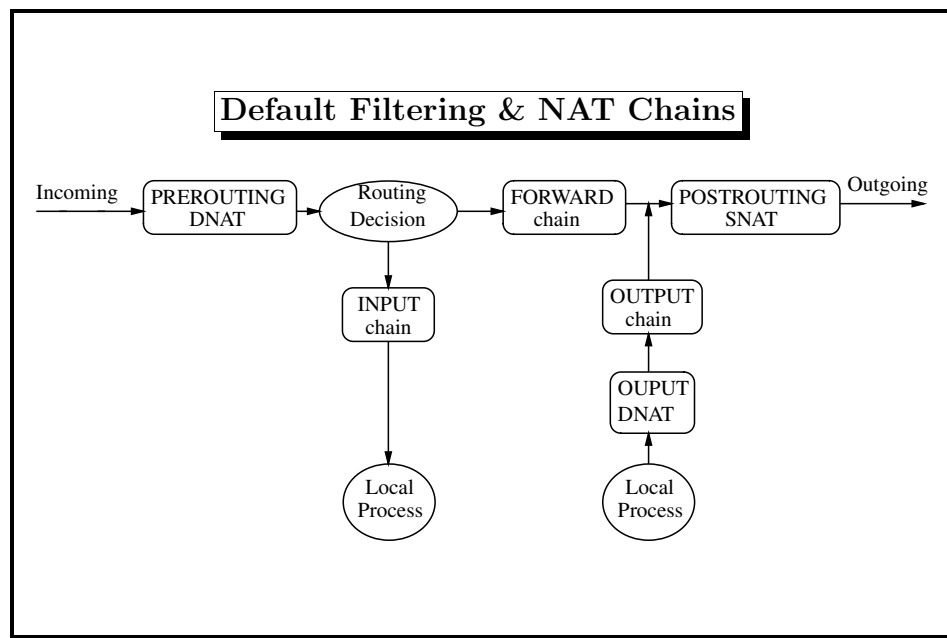 Default Filtering & NAT Chains
Incoming
PREROUTING
DNAT
Routing
Decision
FORWARD
chain
POSTROUTING
SNAT
Outgoing
INPUT
chain
OUTPUT
chain
OUPUT
DNAT
Local
Process
Local
Process